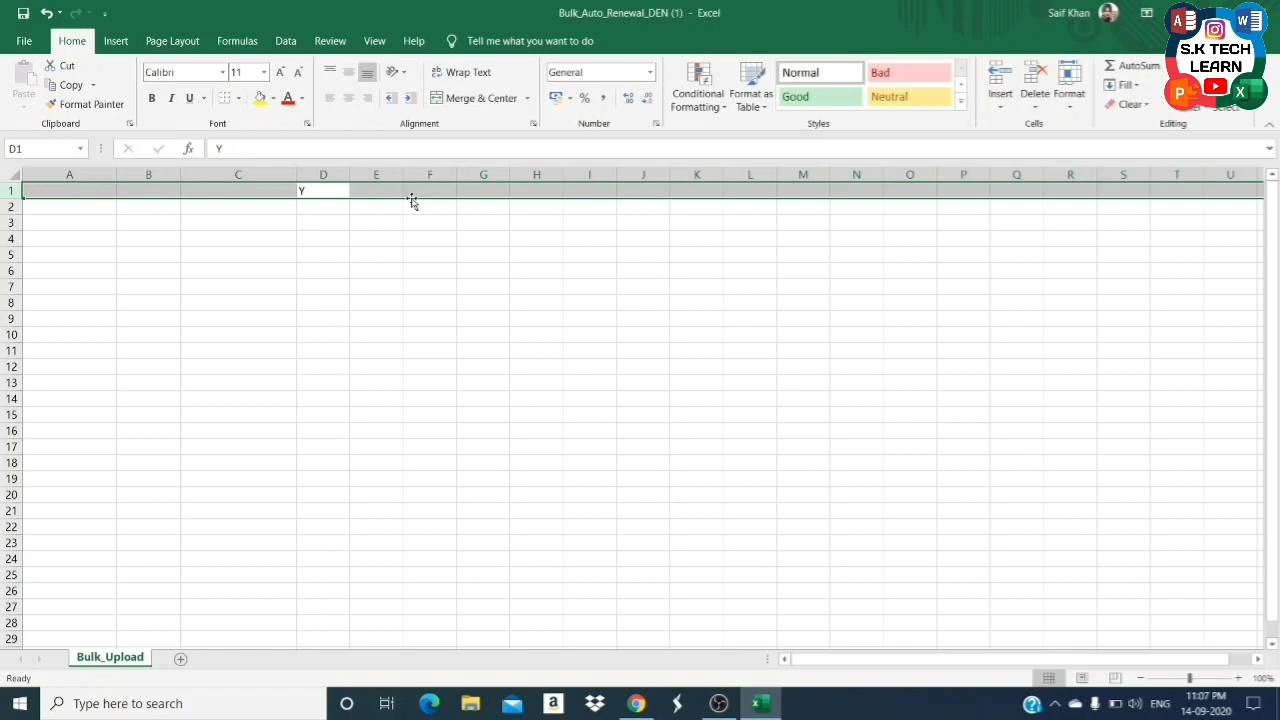 Bulk_Auto_Renewal_DEN (1) - Excel
Saif Khan
File Home Insert Page Layout Formulas Data Review View Help Tell me what you want to do
S.K TECH
LEARN
Paste
Cut
Copy
Format Painter
Clipboard
Calibri 11
B I U
Font
Wrap Text
Merge
Alignment
General
Number
Conditional
Formatting
Format as
Table
Normal Bad
Good Neutral
Styles
Insert Delete Format
Cells
AutoSum
Fill
Clear
Editing
D1 fx Y
A B C D E F G H I J K L M N O P Q R S T U
1 Y
2
3
4
5
6
7
8
9
10
11
12
13
14
15
16
17
18
19
20
21
22
23
24
25
26
27
28
29
Bulk_Upload
Ready 100%
Type here to search
ENG
11:07 PM
14-09-2020